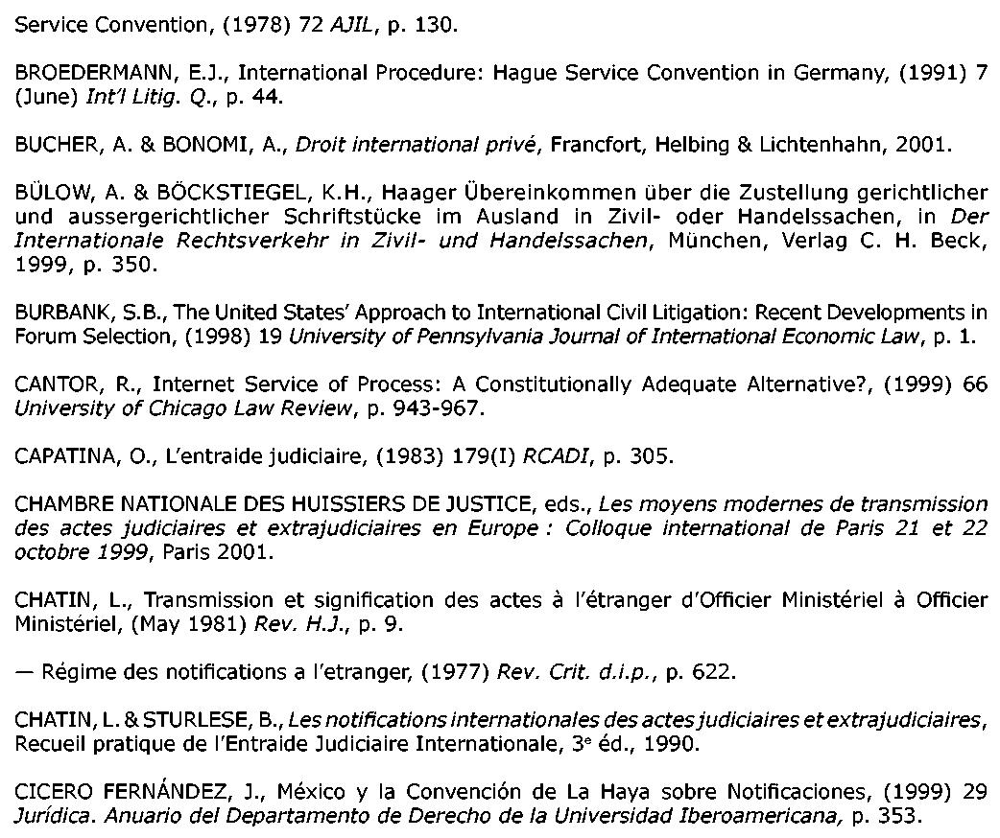 Service Convention, (1978) 72 AJIL, p. 130.
BROEDERMANN, E.J., International Procedure: Hague Service Convention in Germany, (1991) 7
(June) Int'l Litig. Q., p. 44.
BUCHER, A. & BONOMI, A., Droit international privé, Francfort, Helbing & Lichtenhahn, 2001.
BÜLOW, A. & BÖCKSTIEGEL, K.H., Haager Übereinkommen über die Zustellung gerichtlicher
und aussergerichtlicher Schriftstücke im Ausland in Zivil- oder Handelssachen, in Der
Internationale Rechtsverkehr in Zivil- und Handelssachen, München, Verlag C. H. Beck,
1999, p. 350.
BURBANK, S.B., The United States' Approach to International Civil Litigation: Recent Developments in
Forum Selection, (1998) 19 University of Pennsylvania Journal of International Economic Law, p. 1.
CANTOR, R., Internet Service of Process: A Constitutionally Adequate Alternative?, (1999) 66
University of Chicago Law Review, p. 943-967.
CAPATINA, O., L'entraide judiciaire, (1983) 179(I) RCADI, p. 305.
CHAMBRE NATIONALE DES HUISSIERS DE JUSTICE, eds., Les moyens modernes de transmission
des actes judiciaires et extrajudiciaires en Europe : Colloque international de Paris 21 et 22
octobre 1999, Paris 2001.
CHATIN, L., Transmission et signification des actes à l'étranger d'Officier Ministériel à Officier
Ministériel, (May 1981) Rev. H.J., p. 9.
— Régime des notifications a l'etranger, (1977) Rev. Crit. d.i.p., p. 622.
CHATIN, L. & STURLESE, B., Les notifications internationales des actes judiciaires et extrajudiciaires,
Recueil pratique de l'Entraide Judiciaire Internationale, 3e éd., 1990.
CICERO FERNÁNDEZ, J., México y la Convención de La Haya sobre Notificaciones, (1999) 29
Jurídica. Anuario del Departamento de Derecho de la Universidad Iberoamericana, p. 353.